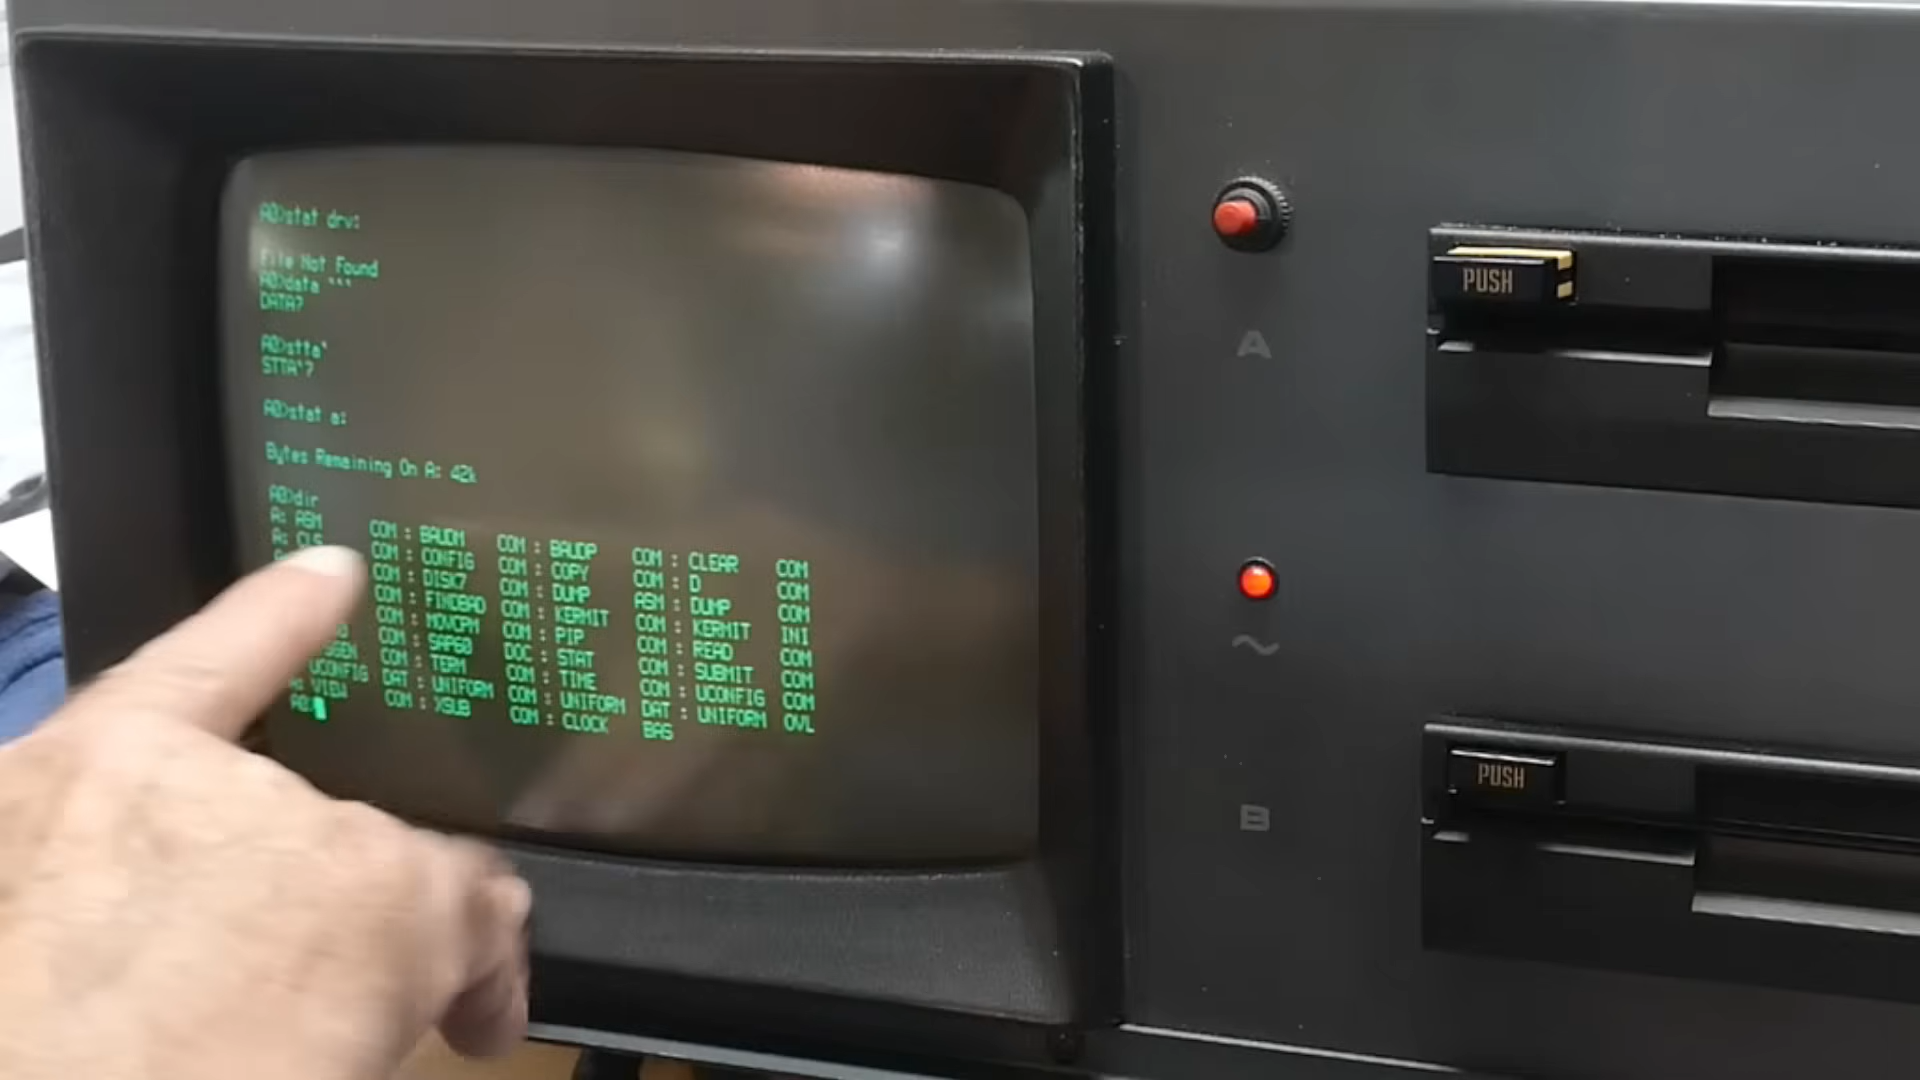 A0>stat drv:
File Not Found
A0>data ```
DATA?
A0>stta`
STTA`?
A0>stat a:
Bytes Remaining On A: 42k
A0>dir
A: ASM COM : BAUDM COM : BAUDP COM : CLEAR COM
A: CLS COM : CONFIG COM : COPY COM : D COM
COM : DISK7 COM : DUMP ASM : DUMP COM
COM : FINDBAD COM : KERMIT COM : KERMIT INI
COM : MOVCPM COM : PIP COM : READ COM
COM : SAP60 DOC : STAT COM : SUBMIT COM
COM : TERM COM : TIME COM : UCONFIG COM
UCONFIG DAT : UNIFORM COM : UNIFORM DAT : UNIFORM OVL
VIEW COM : XSUB COM : CLOCK BAS
A0>
A
PUSH
B
PUSH